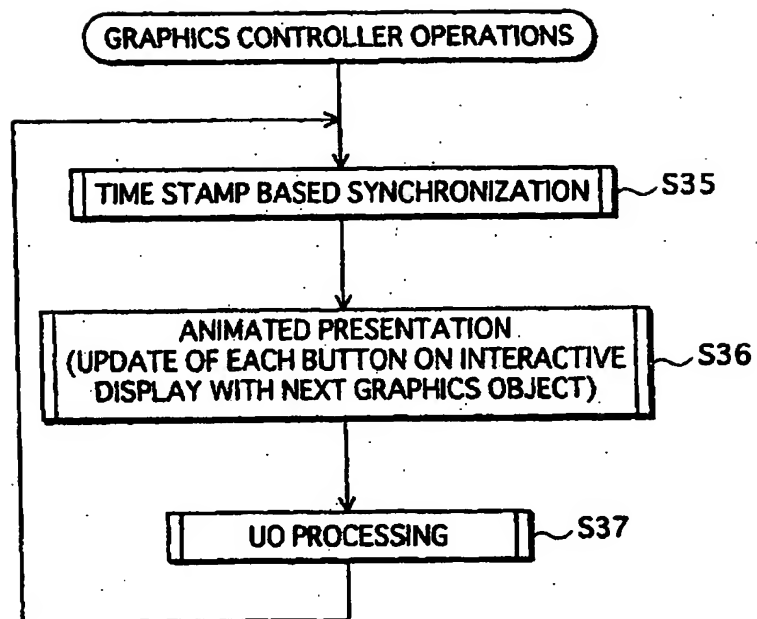 GRAPHICS CONTROLLER OPERATIONS
TIME STAMP BASED SYNCHRONIZATION
S35
ANIMATED PRESENTATION
(UPDATE OF EACH BUTTON ON INTERACTIVE
DISPLAY WITH NEXT GRAPHICS OBJECT)
S36
UO PROCESSING
S37